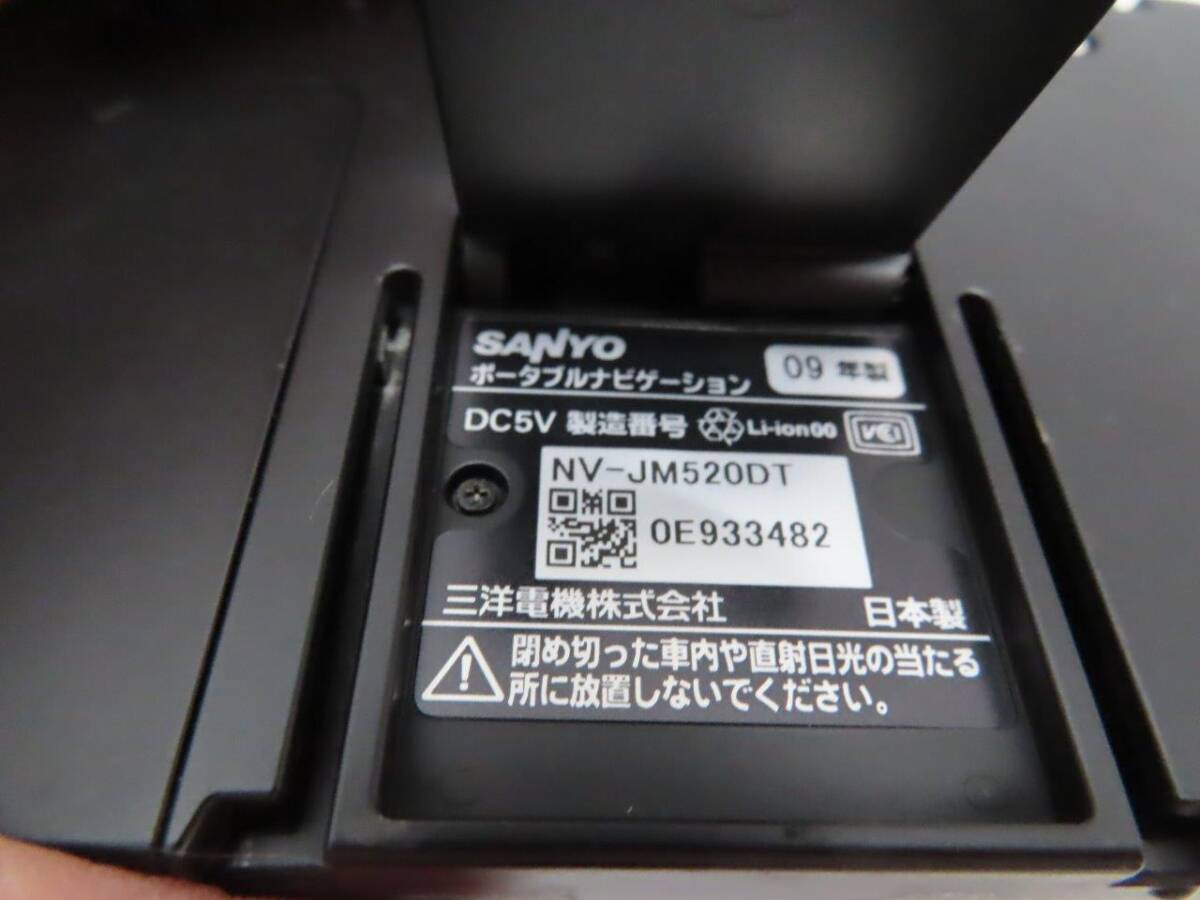 SANYO
ポータブルナビゲーション 09 年製
DC5V 製造番号 Li-ion00 VCCI
NV-JM520DT
0E933482
三洋電機株式会社 日本製
閉め切った車内や直射日光の当たる
所に放置しないでください。